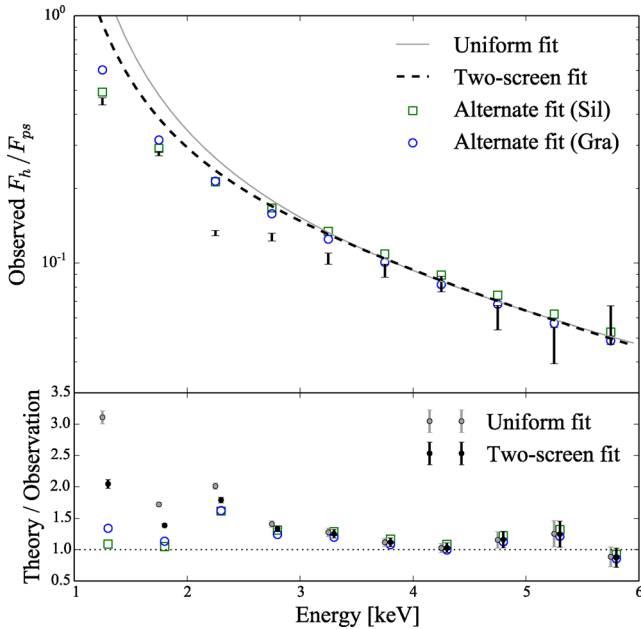 10^0
Uniform fit
Two-screen fit
Alternate fit (Sil)
Alternate fit (Gra)
Observed F_h/F_ps
10^-1
3.5
3.0
Uniform fit
2.5
Two-screen fit
2.0
1.5
1.0
0.5
Theory / Observation
1 2 3 4 5 6
Energy [keV]